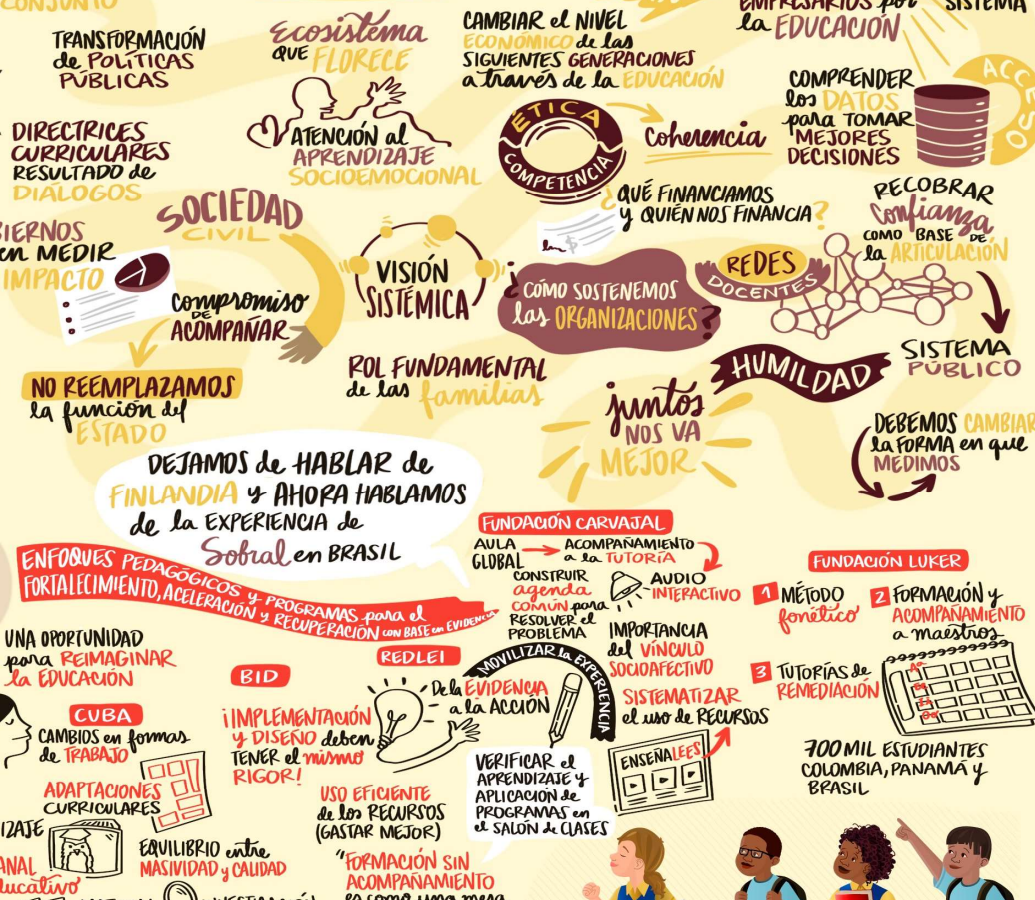 CONJUNTO
TRANSFORMACIÓN
de POLÍTICAS
PÚBLICAS
Ecosistema
QUE FLORECE
CAMBIAR el NIVEL
ECONÓMICO de las
SIGUIENTES GENERACIONES
a través de la EDUCACIÓN
EMPRESARIOS por
la EDUCACIÓN
SISTEMA
COMPRENDER
los DATOS
para TOMAR
MEJORES
DECISIONES
ACCESO
DIRECTRICES
CURRICULARES
RESULTADO de
DIÁLOGOS
ATENCIÓN al
APRENDIZAJE
SOCIOEMOCIONAL
ÉTICA
COMPETENCIA
Coherencia
SOCIEDAD
CIVIL
¿QUÉ FINANCIAMOS
y QUIÉN NOS FINANCIA?
$
RECOBRAR
Confianza
COMO BASE DE
la ARTICULACIÓN
en MEDIR
IMPACTO
compromiso
DE
ACOMPAÑAR
VISIÓN
SISTÉMICA
¿CÓMO SOSTENEMOS
las ORGANIZACIONES?
REDES
DOCENTES
SISTEMA
PÚBLICO
NO REEMPLAZAMOS
la función del
ESTADO
ROL FUNDAMENTAL
de las familias
juntos
NOS VA
MEJOR
HUMILDAD
DEBEMOS CAMBIAR
la FORMA en que
MEDIMOS
DEJAMOS de HABLAR de
FINLANDIA y AHORA HABLAMOS
de la EXPERIENCIA de
Sobral en BRASIL
ENFOQUES PEDAGÓGICOS y PROGRAMAS para el
FORTALECIMIENTO, ACELERACIÓN y RECUPERACIÓN CON BASE en EVIDENCIA
FUNDACIÓN CARVAJAL
AULA
GLOBAL
ACOMPAÑAMIENTO
a la TUTORÍA
CONSTRUIR
agenda
COMÚN para
RESOLVER el
PROBLEMA
AUDIO
INTERACTIVO
IMPORTANCIA
del VÍNCULO
SOCIOAFECTIVO
SISTEMATIZAR
el uso de RECURSOS
ENSEÑALEES
FUNDACIÓN LUKER
1 MÉTODO
fonético
2 FORMACIÓN y
ACOMPAÑAMIENTO
a maestros
3 TUTORÍAS de
REMEDIACIÓN
700 MIL ESTUDIANTES
COLOMBIA, PANAMÁ y
BRASIL
UNA OPORTUNIDAD
para REIMAGINAR
la EDUCACIÓN
CUBA
CAMBIOS en formas
de TRABAJO
ADAPTACIONES
CURRICULARES
BID
¡IMPLEMENTACIÓN
y DISEÑO deben
TENER el mismo
RIGOR!
REDLEI
De la EVIDENCIA
a la ACCIÓN
MOVILIZAR la EXPERIENCIA
VERIFICAR el
APRENDIZAJE y
APLICACIÓN de
PROGRAMAS en
el SALÓN de CLASES
USO EFICIENTE
de los RECURSOS
(GASTAR MEJOR)
EQUILIBRIO entre
MASIVIDAD y CALIDAD
"FORMACIÓN SIN
ACOMPAÑAMIENTO
es como una mesa